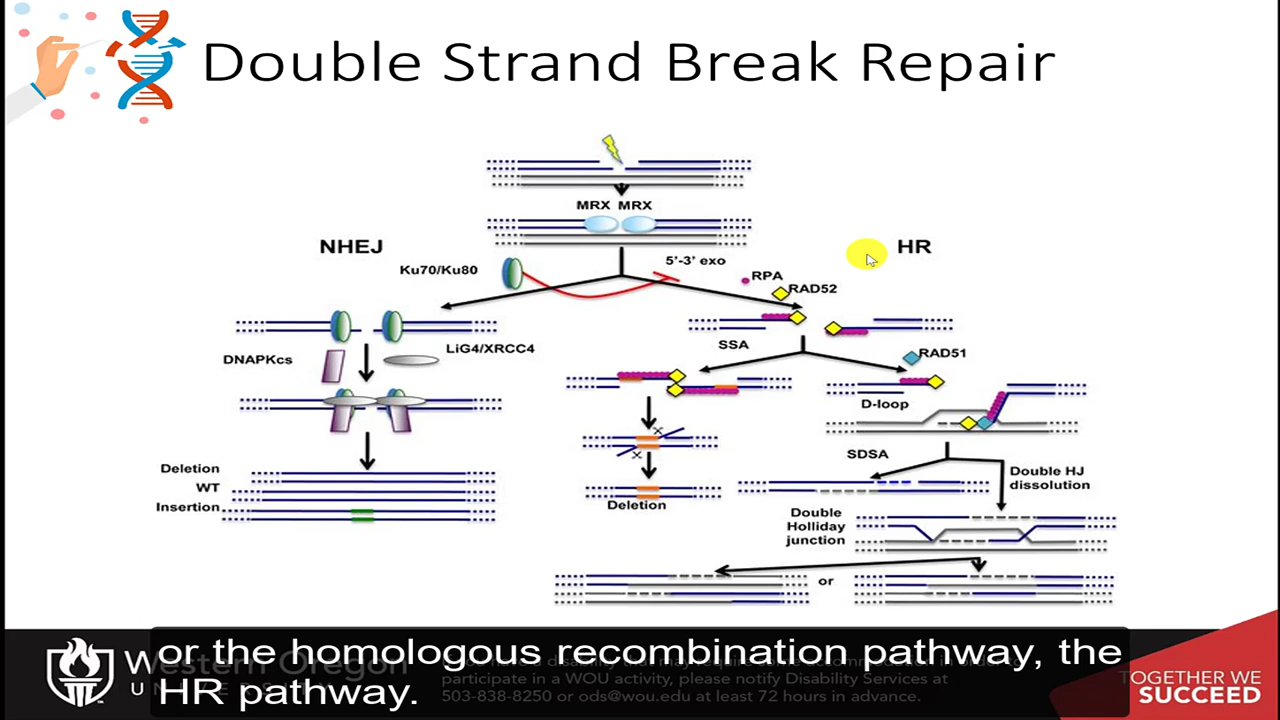 Double Strand Break Repair
MRX MRX
NHEJ
HR
Ku70/Ku80
5'-3' exo
RPA
RAD52
DNAPKcs
LiG4/XRCC4
SSA
RAD51
D-loop
SDSA
Double HJ
dissolution
Deletion
WT
Insertion
Deletion
Double
Holliday
junction
or
or the homologous recombination pathway, the
HR pathway.
Western Oregon
participate in a WOU activity, please notify Disability Services at
503-838-8250 or ods@wou.edu at least 72 hours in advance.
TOGETHER WE
SUCCEED